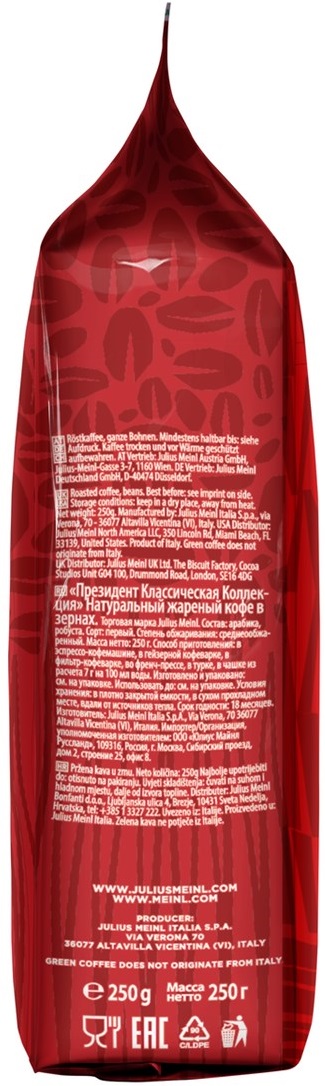 Röstkaffee, ganze Bohnen. Mindestens haltbar bis: siehe
Aufdruck. Kaffee trocken und vor Wärme geschützt
aufbewahren. AT Vertrieb: Julius Meinl Austria GmbH,
Julius-Meinl-Gasse 3-7, 1160 Wien. DE Vertrieb: Julius Meinl
Deutschland GmbH, D-40474 Düsseldorf.
Roasted coffee, beans. Best before: see imprint on side.
Storage conditions: keep in a dry place, away from heat.
Net weight: 250g. Manufactured by: Julius Meinl Italia S.p.a., via
Verona, 70 - 36077 Altavilla Vicentina (VI), Italy. USA Distributor:
Julius Meinl North America LLC, 350 Lincoln Rd, Miami Beach, FL
33139, United States. Product of Italy. Green coffee does not
originate from Italy.
UK Distributor: Julius Meinl UK Ltd. The Biscuit Factory, Cocoa
Studios Unit G04 100, Drummond Road, London, SE16 4DG
«Президент Классическая Коллек-
ция» Натуральный жареный кофе в
зернах. Торговая марка Julius Meinl. Состав: арабика,
робуста. Сорт: первый. Степень обжаривания: среднеобжа-
ренный. Масса нетто: 250 г. Способ приготовления: в
эспрессо-кофемашине, в гейзерной кофеварке, в
фильтр-кофеварке, во френч-прессе, в турке, в чашке из
расчета 7 г на 100 мл воды. Изготовлено и упаковано:
см. на упаковке. Использовать до: см. на упаковке. Условия
хранения: в плотно закрытой емкости, в сухом прохладном
месте, вдали от источников тепла. Срок годности: 18 месяцев.
Изготовитель: Julius Meinl Italia S.p.A., Via Verona, 70 36077
Altavilla Vicentina (VI), Италия. Импортер/Организация,
уполномоченная изготовителем: ООО «Юлиус Майнл
Руссланд», 109316, Россия, г. Москва, Сибирский проезд,
дом 2, строение 25, офис 8.
HR Pržena kava u zrnu. Neto količina: 250g Najbolje upotrijebiti
do: otisnuto na pakiranju. Uvjeti skladištenja: čuvati na suhom i
hladnom mjestu, dalje od izvora topline. Distributer: Julius Meinl
Bonfanti d.o.o., Ljubljanska ulica 4, Brezje, 10431 Sveta Nedelja,
Hrvatska, tel: +385 1 3327 222. Uvezeno iz: Italije. Proizvedeno u:
Julius Meinl Italia. Zelena kava ne potječe iz Italije.
WWW.JULIUSMEINL.COM
WWW.MEINL.COM
PRODUCER:
JULIUS MEINL ITALIA S.P.A.
VIA VERONA 70
36077 ALTAVILLA VICENTINA (VI), ITALY
GREEN COFFEE DOES NOT ORIGINATE FROM ITALY
℮ 250 g Масса нетто 250 г
EAC 90
C/LDPE